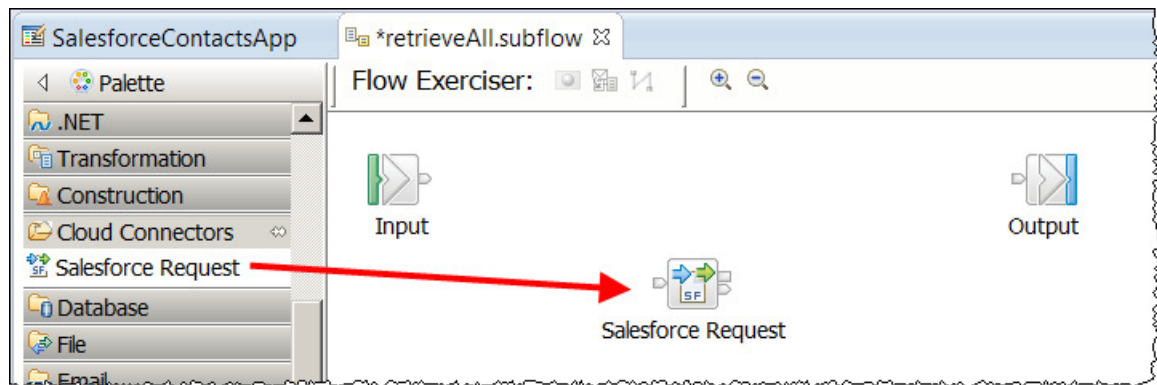 SalesforceContactsApp
*retrieveAll.subflow
Palette
Flow Exerciser:
.NET
Transformation
Construction
Cloud Connectors
Salesforce Request
Database
File
Email
Input
Output
SF
Salesforce Request